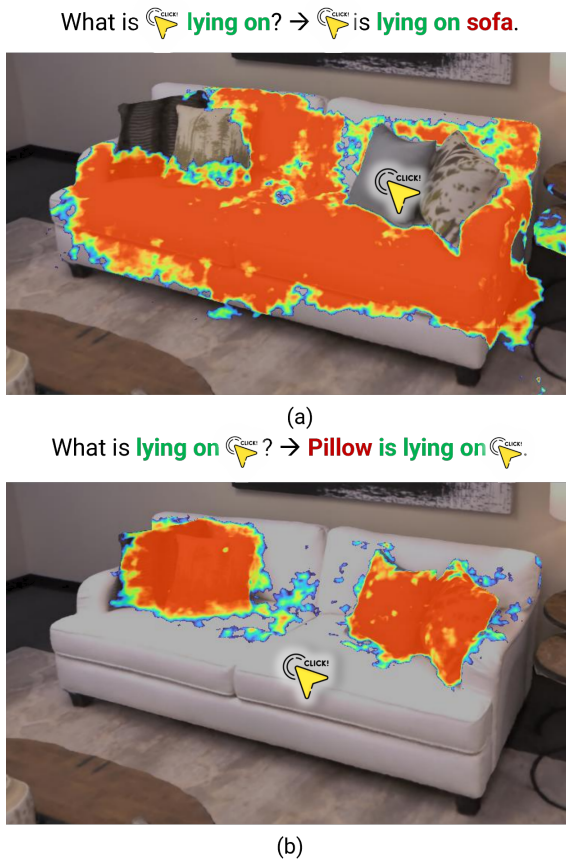 What is CLICK! lying on? → CLICK! is lying on sofa.
CLICK!
(a)
What is lying on CLICK! ? → Pillow is lying on CLICK!.
CLICK!
(b)